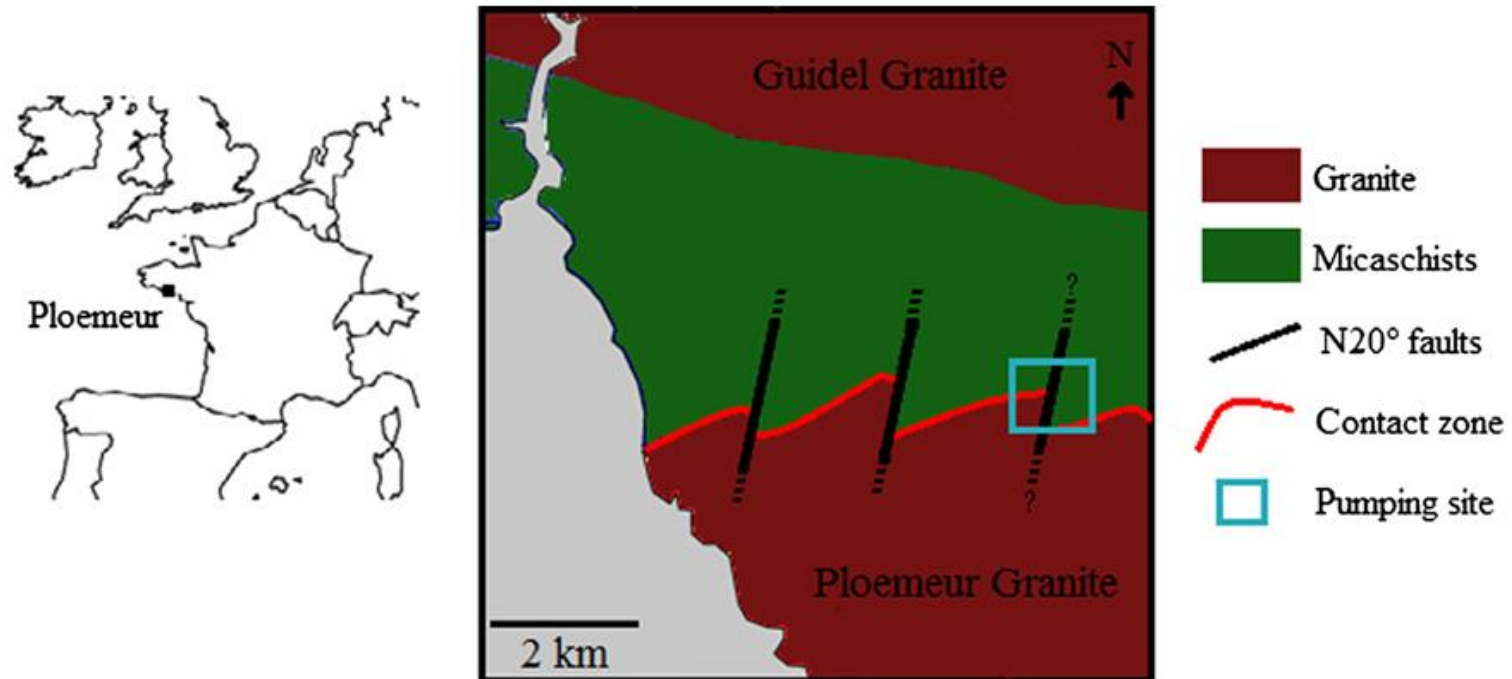 Ploemeur
Guidel Granite
N
?
?
Ploemeur Granite
2 km
Granite
Micaschists
N20° faults
Contact zone
Pumping site